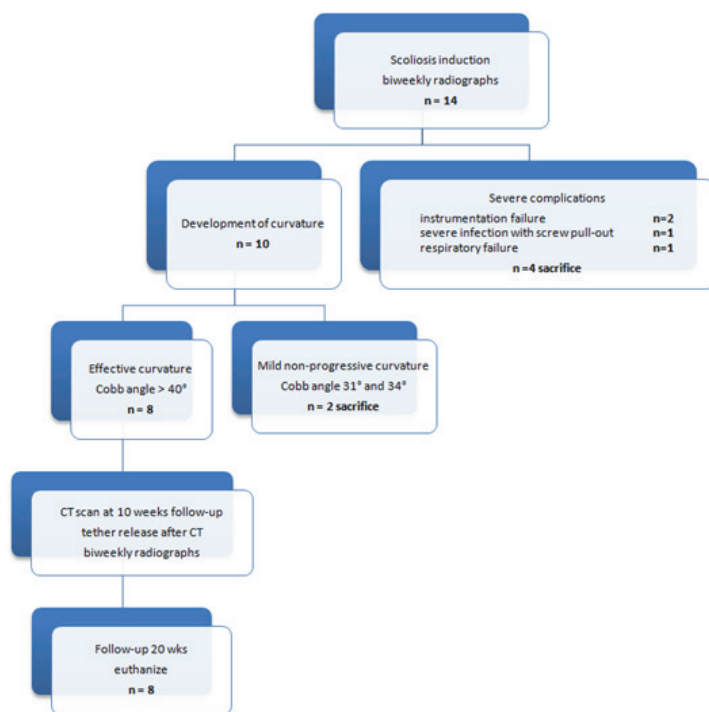 Scoliosis induction
biweekly radiographs
n = 14
Development of curvature
n = 10
Severe complications
instrumentation failure n=2
severe infection with screw pull-out n=1
respiratory failure n=1
n =4 sacrifice
Effective curvature
Cobb angle > 40°
n = 8
Mild non-progressive curvature
Cobb angle 31° and 34°
n = 2 sacrifice
CT scan at 10 weeks follow-up
tether release after CT
biweekly radiographs
Follow-up 20 wks
euthanize
n = 8